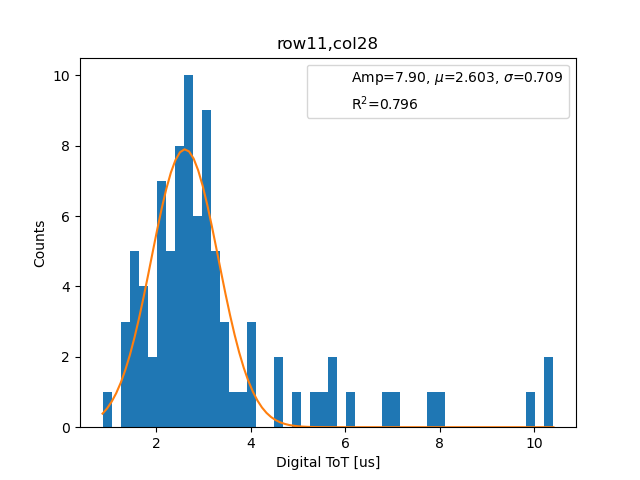 row11,col28
Amp=7.90, μ=2.603, σ=0.709
R²=0.796
10
8
6
4
2
0
Counts
2 4 6 8 10
Digital ToT [us]